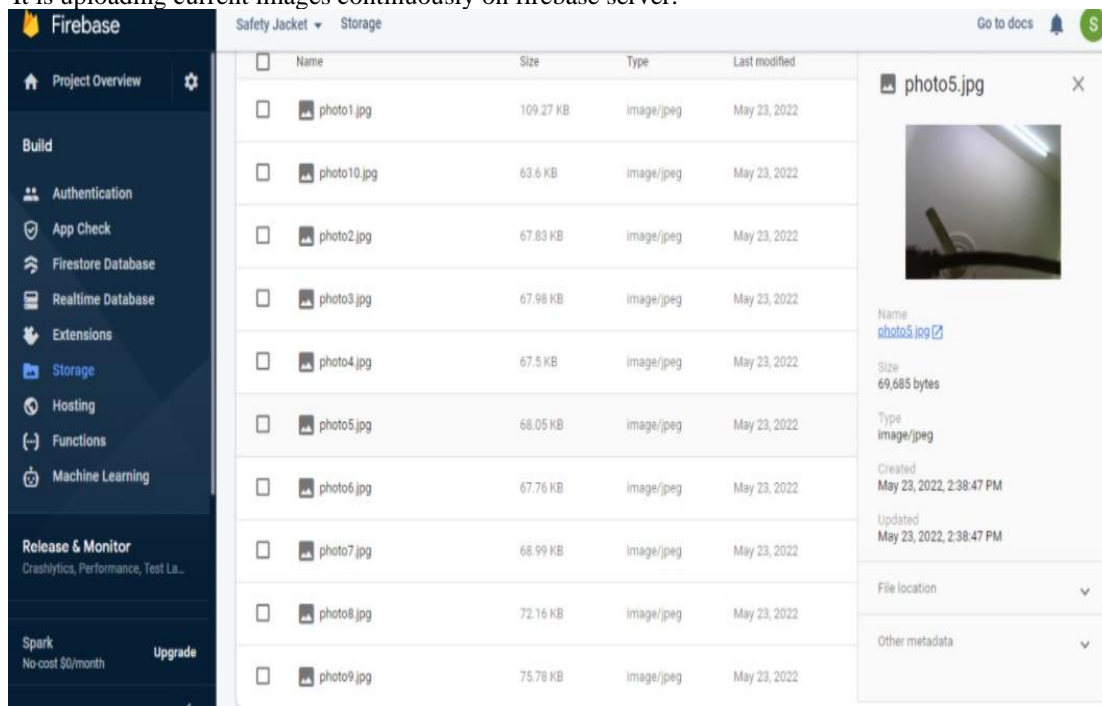 It is uploading current images continuously on firebase server.
Firebase
Safety Jacket Storage
Go to docs
S
Project Overview
Build
Authentication
App Check
Firestore Database
Realtime Database
Extensions
Storage
Hosting
Functions
Machine Learning
Release & Monitor
Crashlytics, Performance, Test La...
Spark
No-cost $0/month
Upgrade
Name Size Type Last modified
photo1.jpg 109.27 KB image/jpeg May 23, 2022
photo10.jpg 63.6 KB image/jpeg May 23, 2022
photo2.jpg 67.83 KB image/jpeg May 23, 2022
photo3.jpg 67.98 KB image/jpeg May 23, 2022
photo4.jpg 67.5 KB image/jpeg May 23, 2022
photo5.jpg 68.05 KB image/jpeg May 23, 2022
photo6.jpg 67.76 KB image/jpeg May 23, 2022
photo7.jpg 68.99 KB image/jpeg May 23, 2022
photo8.jpg 72.16 KB image/jpeg May 23, 2022
photo9.jpg 75.78 KB image/jpeg May 23, 2022
photo5.jpg
Name
photo5.jpg
Size
69,685 bytes
Type
image/jpeg
Created
May 23, 2022, 2:38:47 PM
Updated
May 23, 2022, 2:38:47 PM
File location
Other metadata